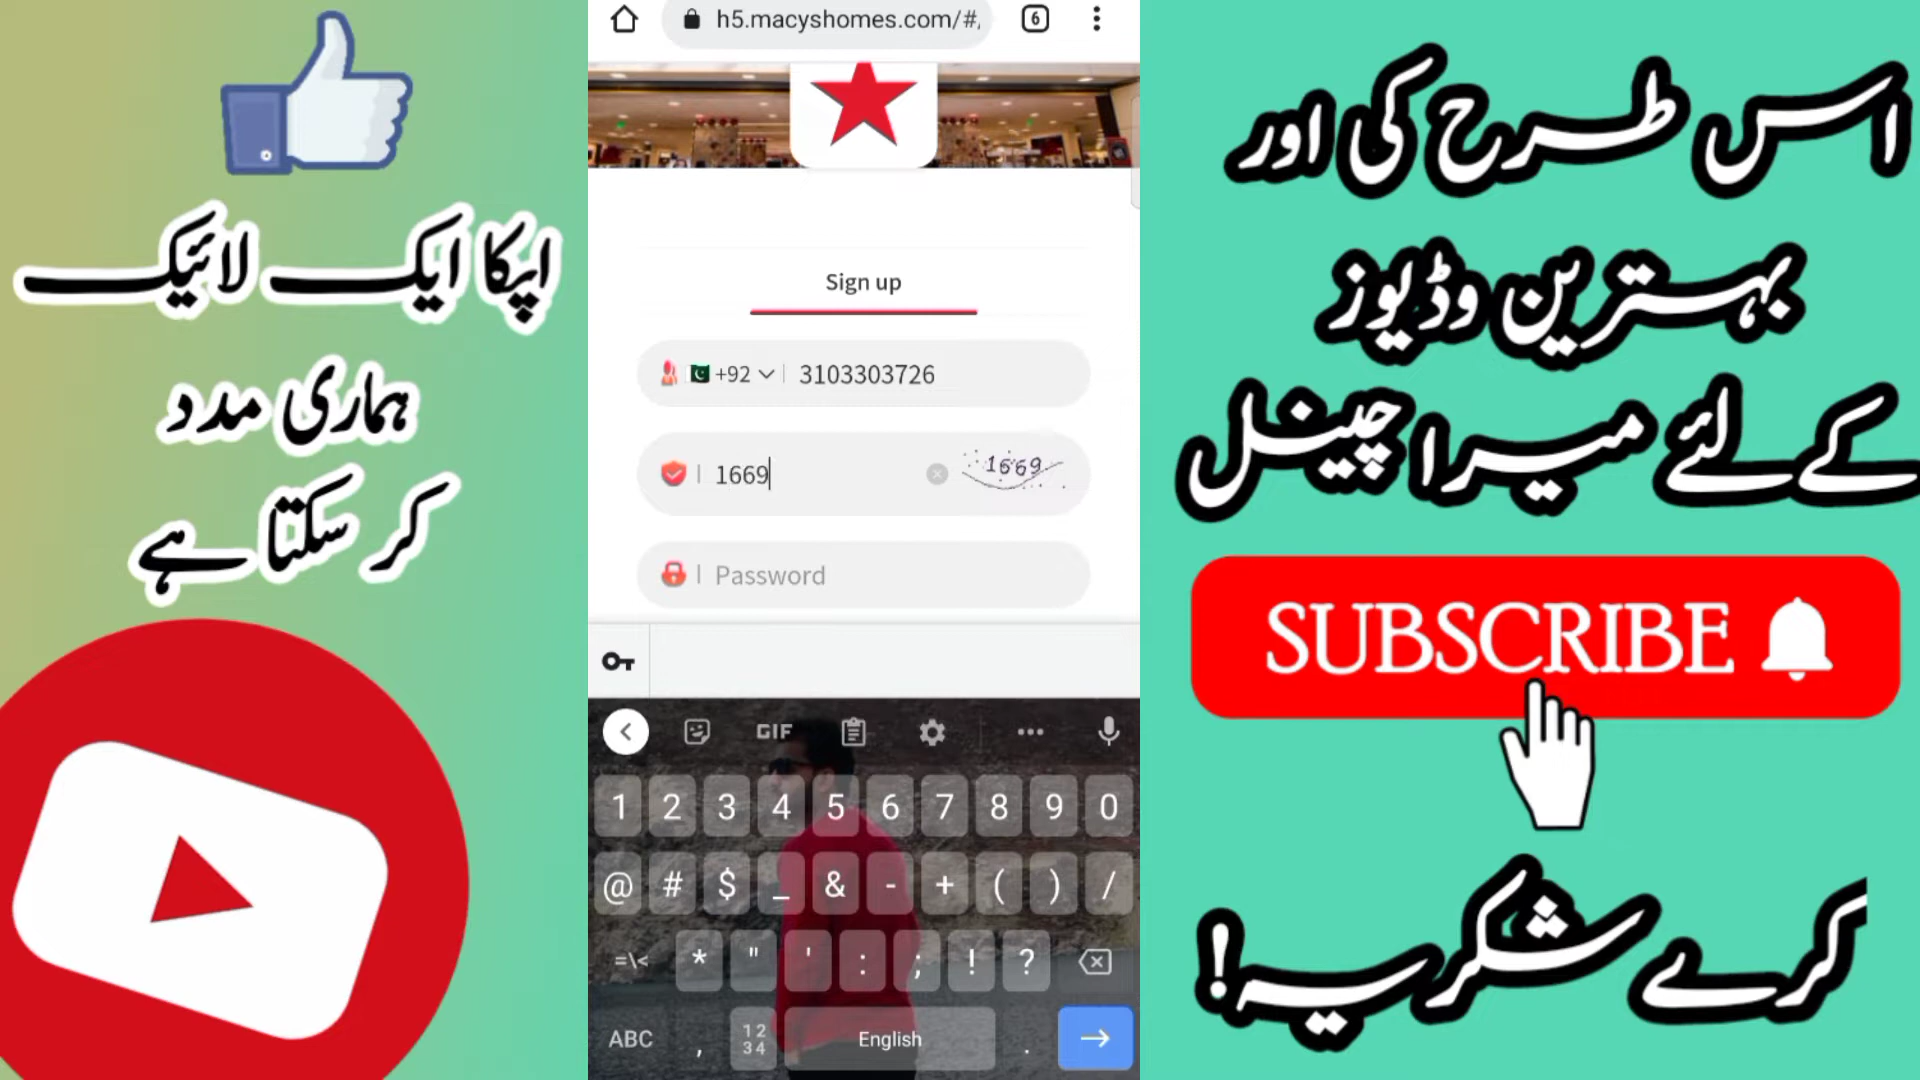 اپکا ایک لائیک
ہماری مدد
کر سکتا ہے
h5.macyshomes.com/#
6
Sign up
+92
3103303726
1669
1669
Password
GIF
1 2 3 4 5 6 7 8 9 0
@ # $ _ & - + ( ) /
=\< * " ' : ; ! ?
ABC , 12 34 English .
اس طرح کی اور
بہترین وڈیوز
کے لئے میرا چینل
SUBSCRIBE
کرے شکریہ!